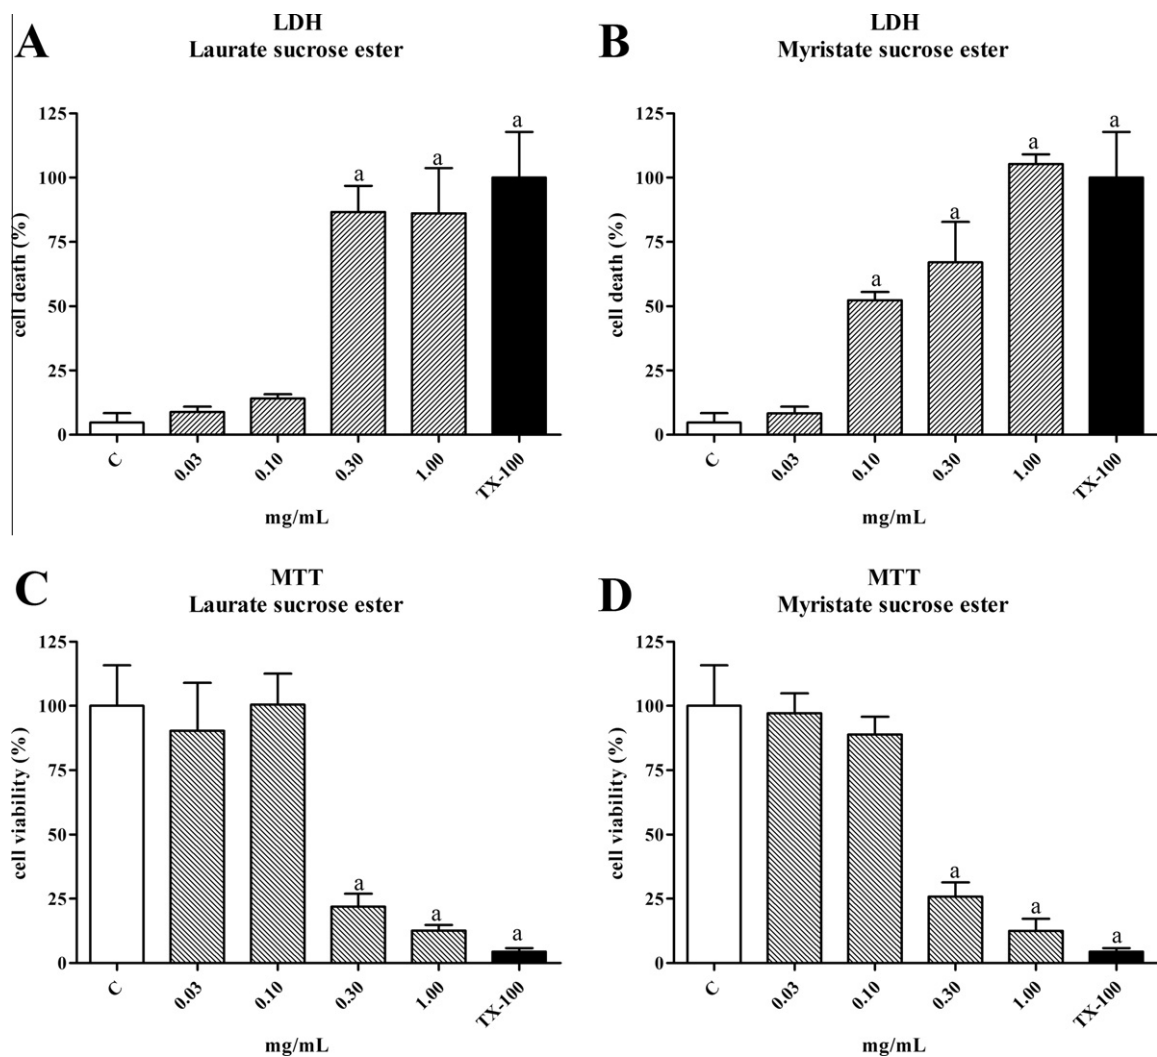 A
LDH
Laurate sucrose ester
125
100
75
50
25
0
cell death (%)
a
a
a
C
0.03
0.10
0.30
1.00
TX-100
mg/mL
B
LDH
Myristate sucrose ester
125
100
75
50
25
0
cell death (%)
a
a
a
a
C
0.03
0.10
0.30
1.00
TX-100
mg/mL
C
MTT
Laurate sucrose ester
125
100
75
50
25
0
cell viability (%)
a
a
a
C
0.03
0.10
0.30
1.00
TX-100
mg/mL
D
MTT
Myristate sucrose ester
125
100
75
50
25
0
cell viability (%)
a
a
a
C
0.03
0.10
0.30
1.00
TX-100
mg/mL